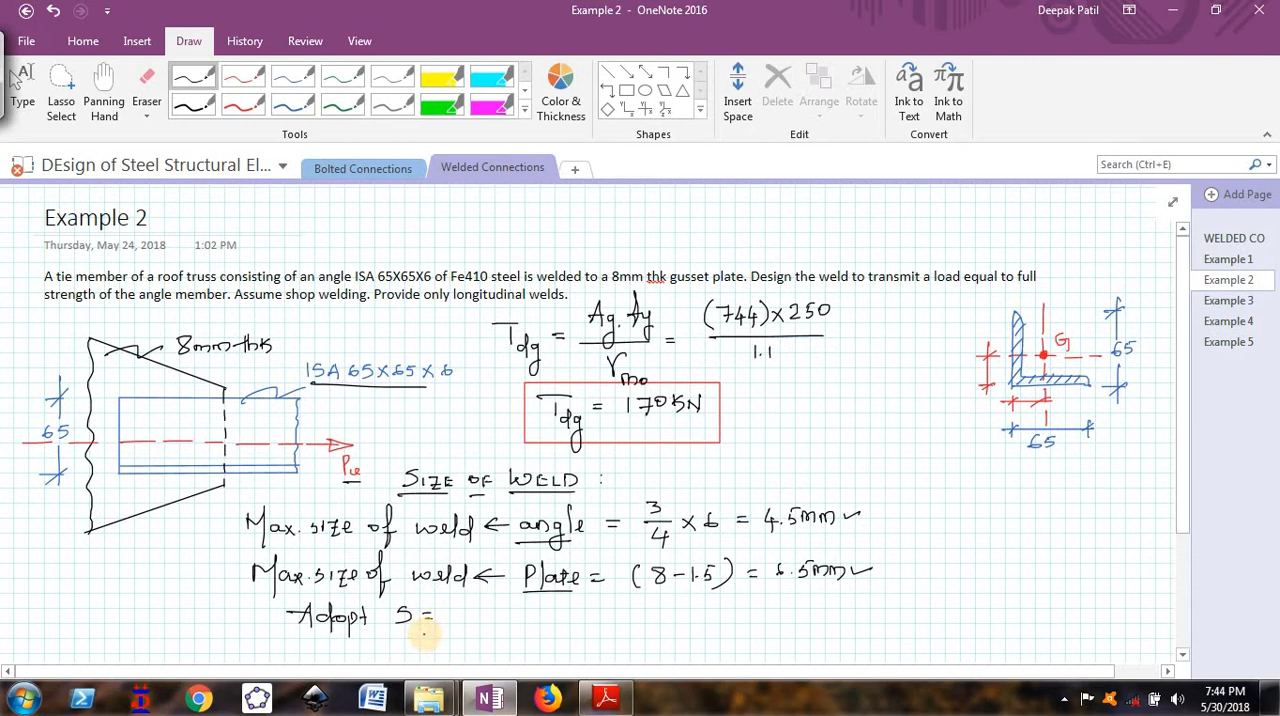 Example 2 - OneNote 2016
Deepak Patil
File Home Insert Draw History Review View
Type
Lasso Select
Panning Hand
Eraser
Color & Thickness
Insert Space
Delete
Arrange
Rotate
Ink to Text
Ink to Math
Tools
Shapes
Edit
Convert
DEsign of Steel Structural El...
Bolted Connections
Welded Connections
Search (Ctrl+E)
Add Page
WELDED CO
Example 1
Example 2
Example 3
Example 4
Example 5
Example 2
Thursday, May 24, 2018 1:02 PM
A tie member of a roof truss consisting of an angle ISA 65X65X6 of Fe410 steel is welded to a 8mm thk gusset plate. Design the weld to transmit a load equal to full
strength of the angle member. Assume shop welding. Provide only longitudinal welds.
8mm thk
ISA 65x65x6
65
Pu
Tdg = Ag.fy / γmo = (744)x250 / 1.1
Tdg = 170kN
G
65
65
SIZE OF WELD :
Max. size of weld ← angle = 3/4 x 6 = 4.5mm ✓
Max. size of weld ← Plate = (8-1.5) = 6.5mm ✓
Adopt S =
7:44 PM
5/30/2018